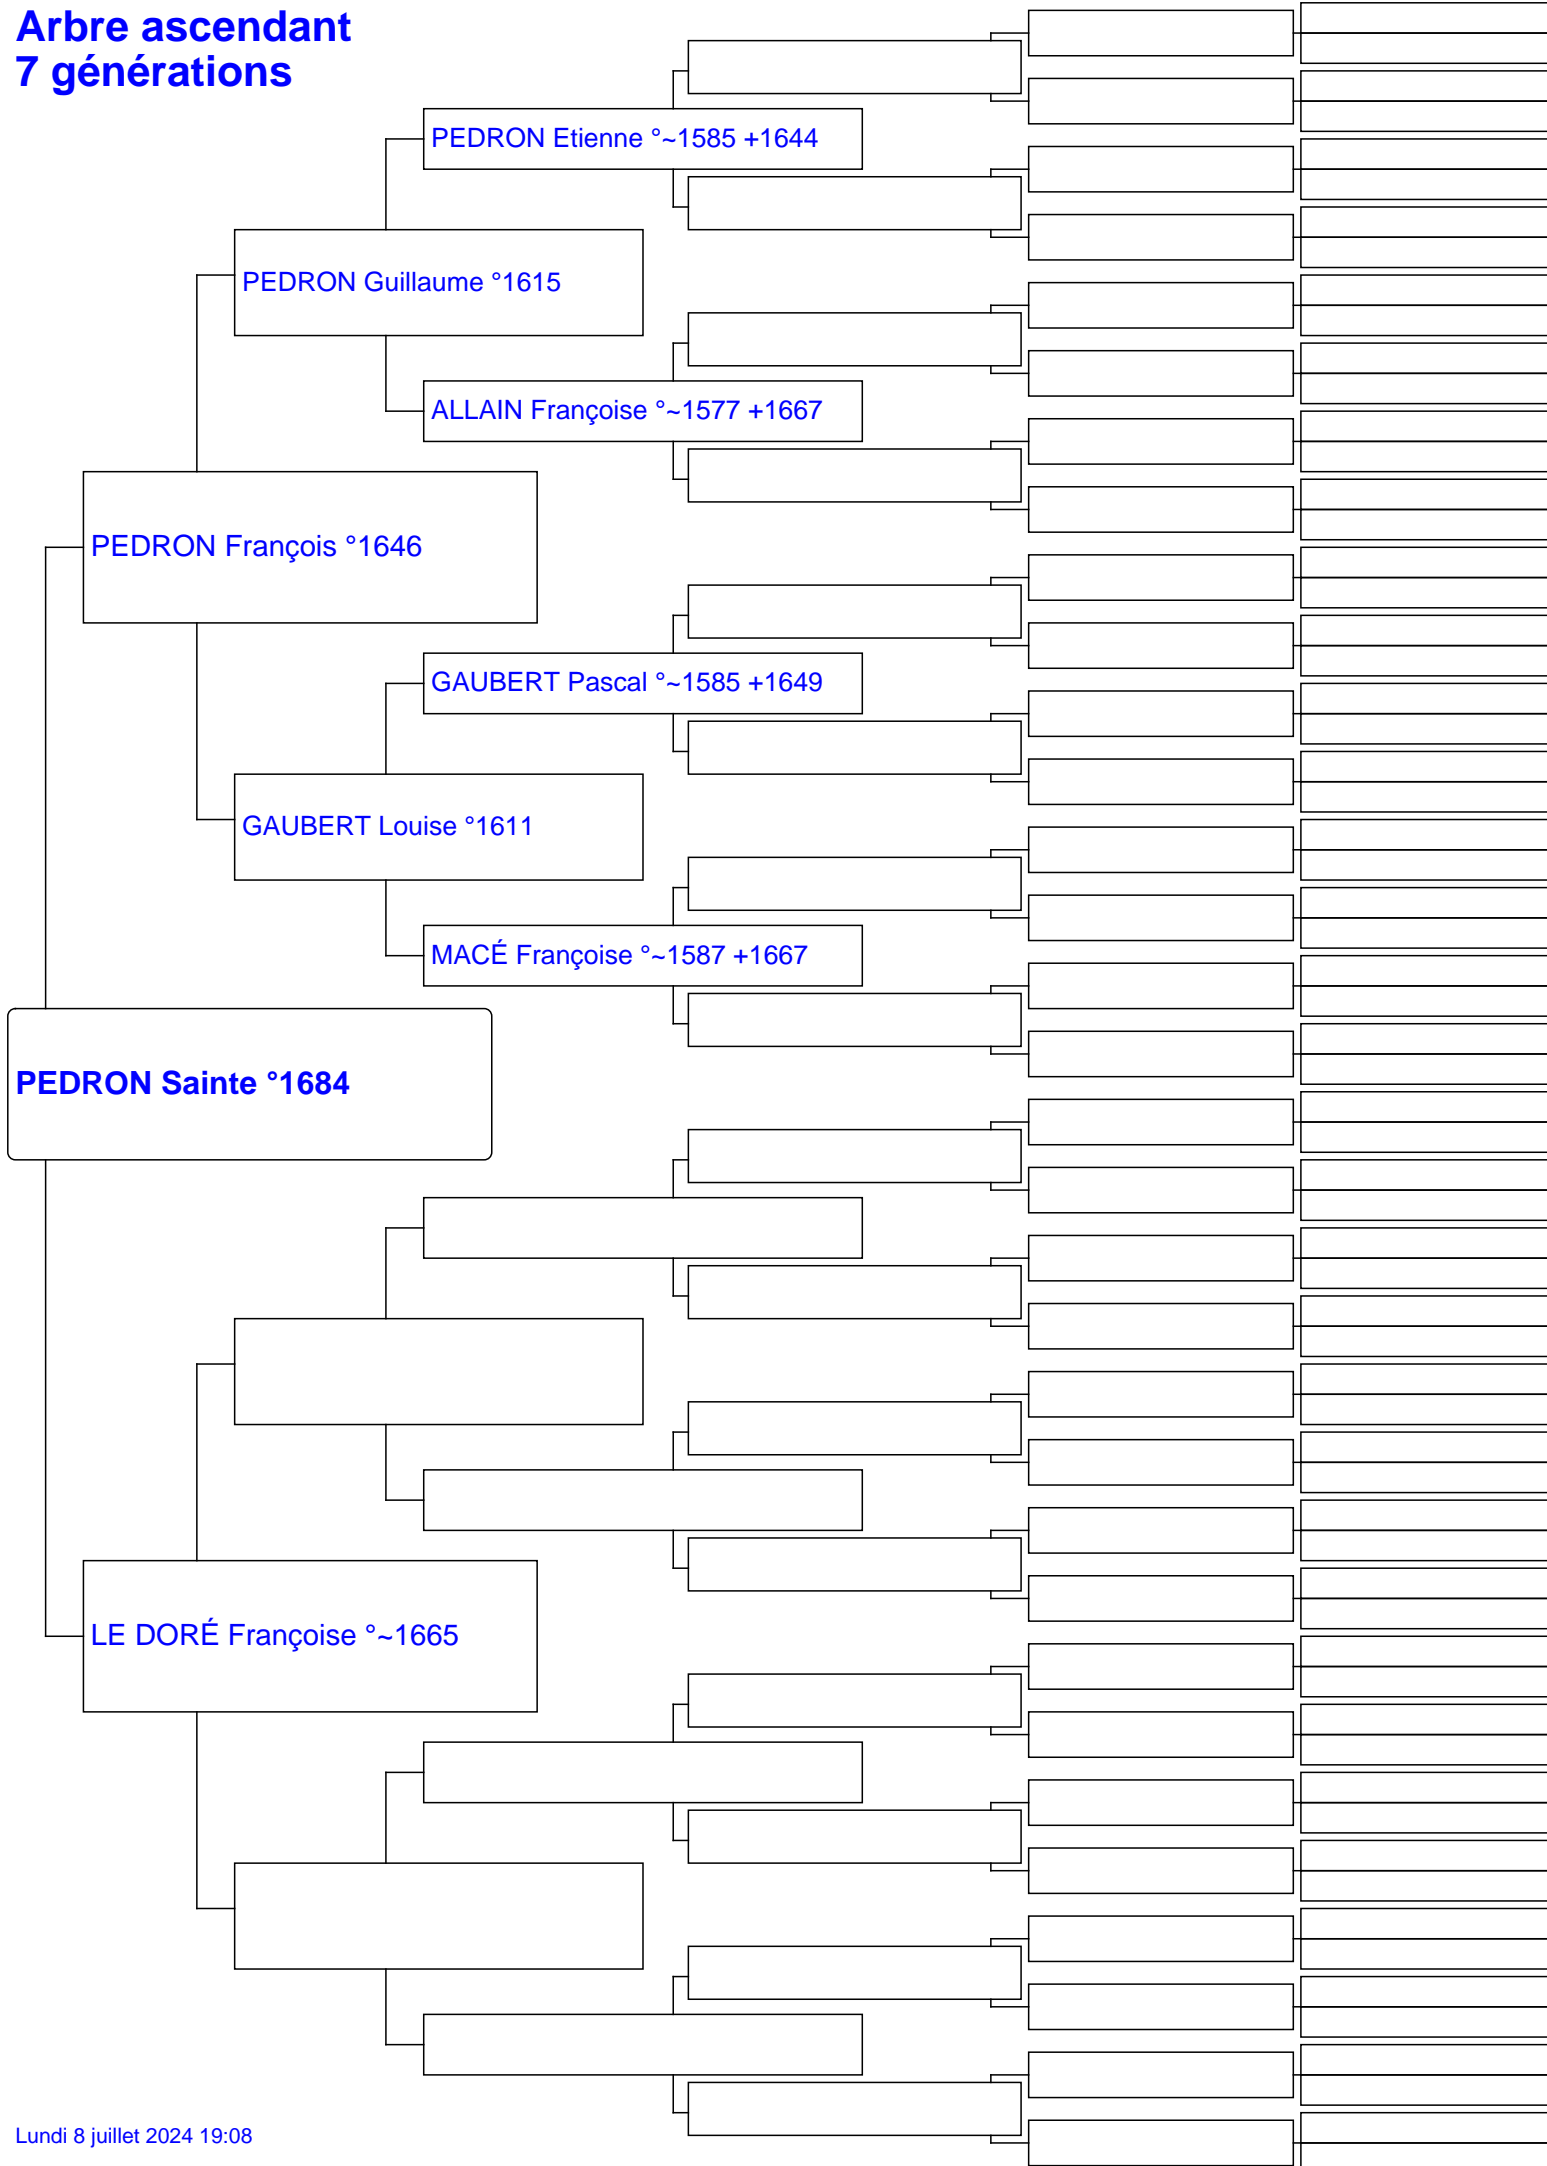 Arbre ascendant
7 générations
PEDRON Etienne °~1585 +1644
PEDRON Guillaume °1615
ALLAIN Françoise °~1577 +1667
PEDRON François °1646
GAUBERT Pascal °~1585 +1649
GAUBERT Louise °1611
MACÉ Françoise °~1587 +1667
PEDRON Sainte °1684
LE DORÉ Françoise °~1665
Lundi 8 juillet 2024 19:08